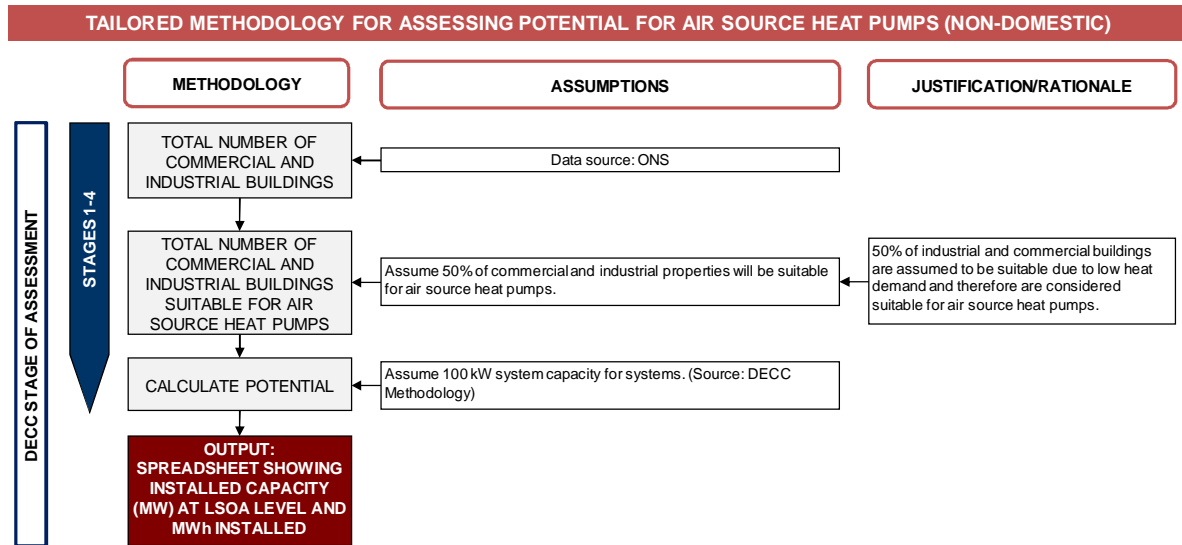 TAILORED METHODOLOGY FOR ASSESSING POTENTIAL FOR AIR SOURCE HEAT PUMPS (NON-DOMESTIC)
METHODOLOGY
ASSUMPTIONS
JUSTIFICATION/RATIONALE
DECC STAGE OF ASSESSMENT
STAGES 1-4
TOTAL NUMBER OF
COMMERCIAL AND
INDUSTRIAL BUILDINGS
Data source: ONS
TOTAL NUMBER OF
COMMERCIAL AND
INDUSTRIAL BUILDINGS
SUITABLE FOR AIR
SOURCE HEAT PUMPS
Assume 50% of commercial and industrial properties will be suitable
for air source heat pumps.
50% of industrial and commercial buildings
are assumed to be suitable due to low heat
demand and therefore are considered
suitable for air source heat pumps.
CALCULATE POTENTIAL
Assume 100 kW system capacity for systems. (Source: DECC
Methodology)
OUTPUT:
SPREADSHEET SHOWING
INSTALLED CAPACITY
(MW) AT LSOA LEVEL AND
MWh INSTALLED